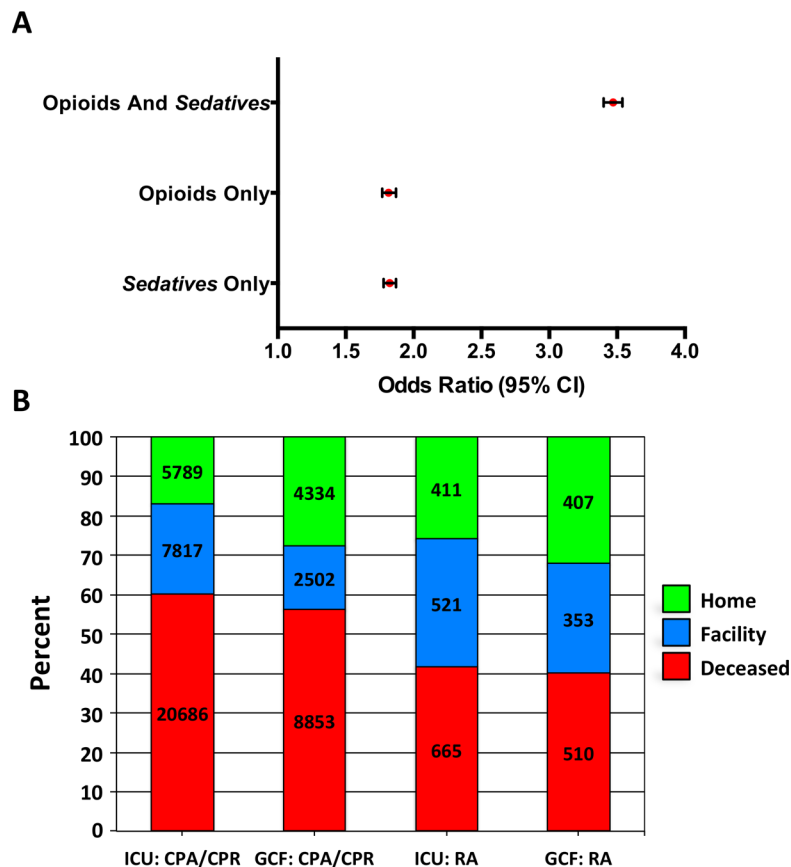 A
Opioids And Sedatives
Opioids Only
Sedatives Only
1.0 1.5 2.0 2.5 3.0 3.5 4.0
Odds Ratio (95% CI)
B
Percent
100
90
80
70
60
50
40
30
20
10
0
5789
7817
20686
4334
2502
8853
411
521
665
407
353
510
Home
Facility
Deceased
ICU: CPA/CPR GCF: CPA/CPR ICU: RA GCF: RA